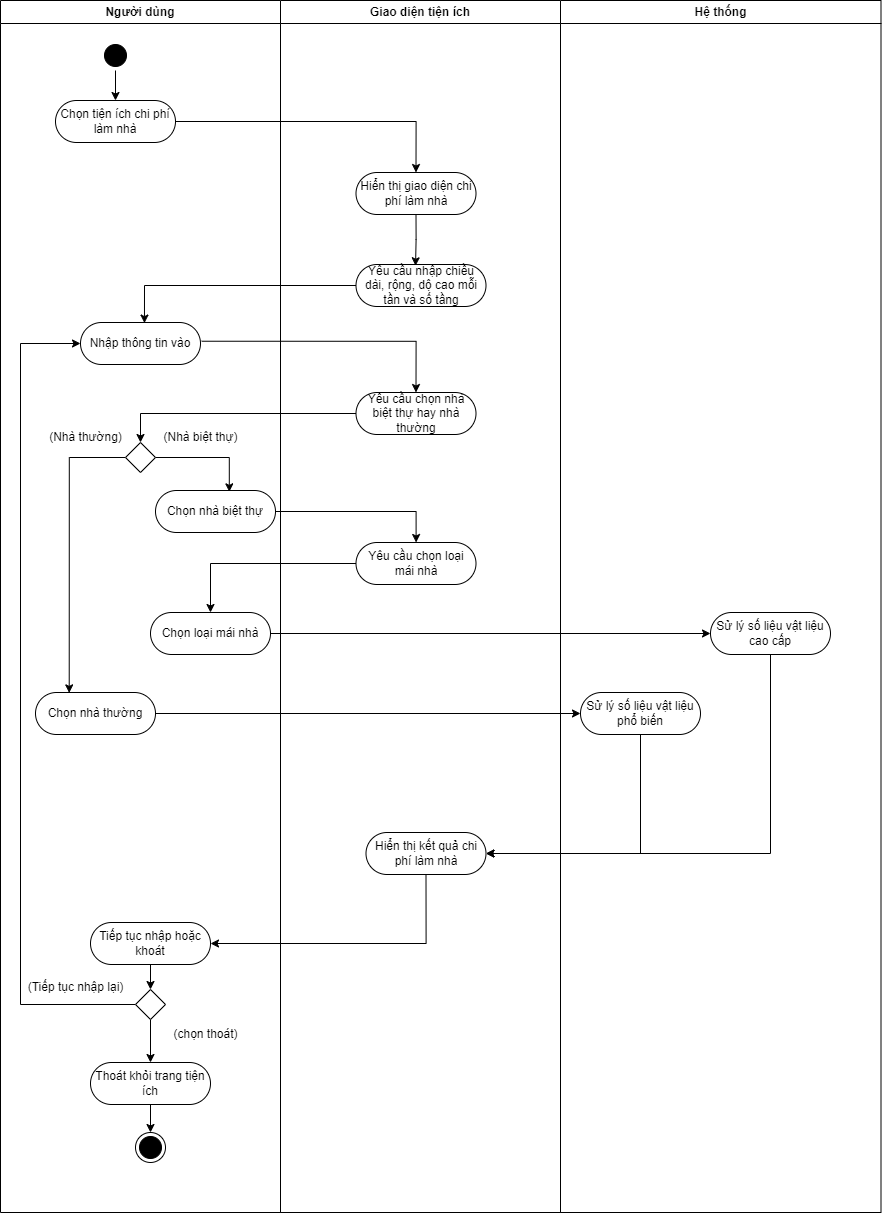 Người dùng
Giao diện tiện ích
Hệ thống
Chọn tiện ích chi phí
làm nhà
Hiển thị giao diện chi
phí làm nhà
Yêu cầu nhập chiều
dài, rộng, dộ cao mỗi
tần và số tầng
Nhập thông tin vào
Yêu cầu chọn nhà
biệt thự hay nhà
thường
(Nhà thường)
(Nhà biệt thự)
Chọn nhà biệt thự
Yêu cầu chọn loại
mái nhà
Chọn loại mái nhà
Sử lý số liệu vật liệu
cao cấp
Chọn nhà thường
Sử lý số liệu vật liệu
phổ biến
Hiển thị kết quả chi
phí làm nhà
Tiếp tục nhập hoặc
khoát
(Tiếp tục nhập lại)
(chọn thoát)
Thoát khỏi trang tiện
ích